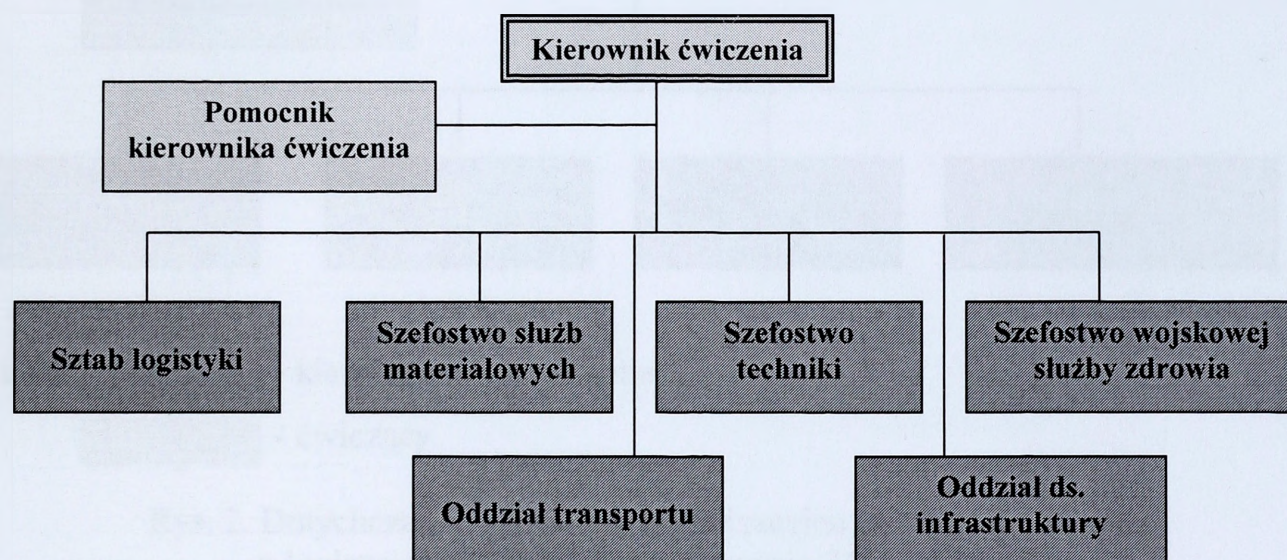 Kierownik ćwiczenia
Pomocnik
kierownika ćwiczenia
Sztab logistyki
Szefostwo służb
materiałowych
Szefostwo
techniki
Szefostwo wojskowej
służby zdrowia
Oddział transportu
Oddział ds.
infrastruktury
- ćwiczący